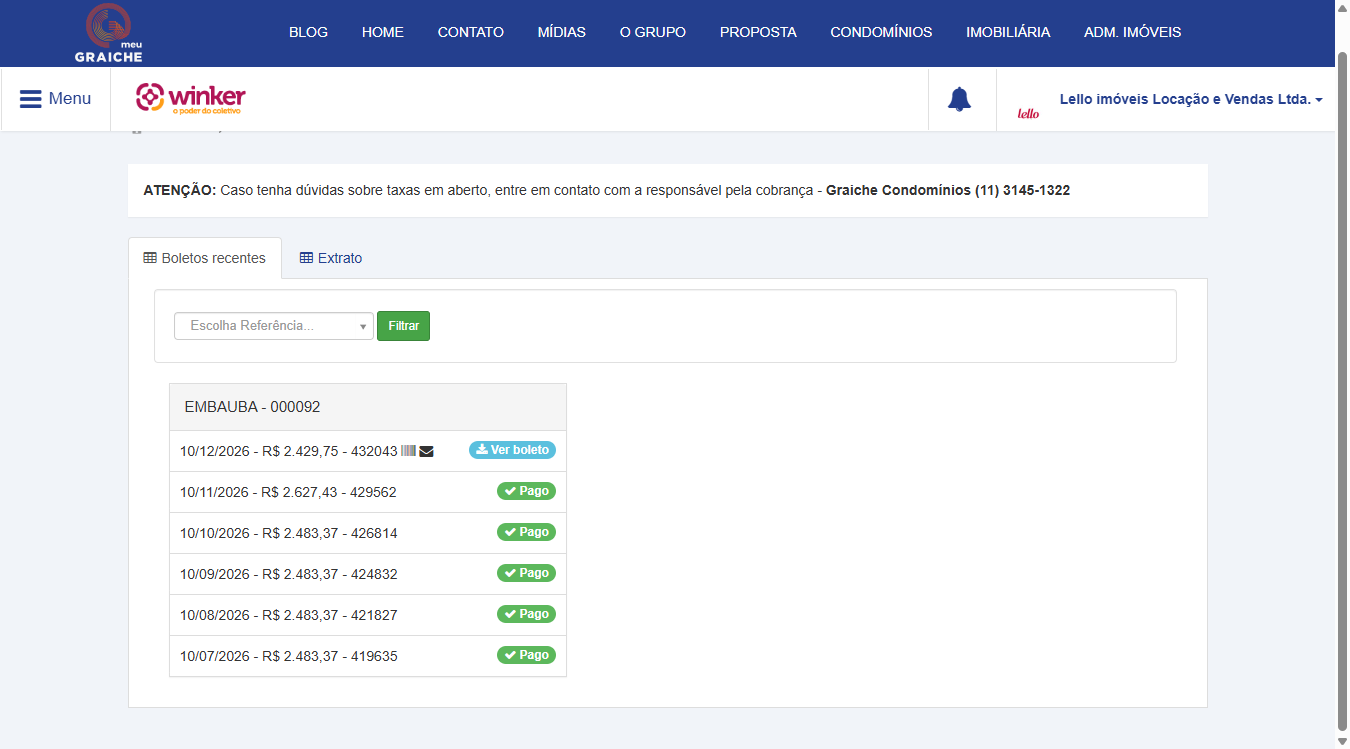 meu
GRAICHE
BLOG HOME CONTATO MÍDIAS O GRUPO PROPOSTA CONDOMÍNIOS IMOBILIÁRIA ADM. IMÓVEIS
Menu
winker
o poder do coletivo
lello
Lello imóveis Locação e Vendas Ltda.
ATENÇÃO: Caso tenha dúvidas sobre taxas em aberto, entre em contato com a responsável pela cobrança - Graiche Condomínios (11) 3145-1322
Boletos recentes Extrato
Escolha Referência... Filtrar
EMBAUBA - 000092
10/12/2026 - R$ 2.429,75 - 432043 Ver boleto
10/11/2026 - R$ 2.627,43 - 429562 Pago
10/10/2026 - R$ 2.483,37 - 426814 Pago
10/09/2026 - R$ 2.483,37 - 424832 Pago
10/08/2026 - R$ 2.483,37 - 421827 Pago
10/07/2026 - R$ 2.483,37 - 419635 Pago